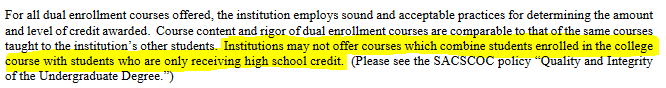 For all dual enrollment courses offered, the institution employs sound and acceptable practices for determining the amount
and level of credit awarded.  Course content and rigor of dual enrollment courses are comparable to that of the same courses
taught to the institution's other students.  Institutions may not offer courses which combine students enrolled in the college
course with students who are only receiving high school credit.  (Please see the SACSCOC policy “Quality and Integrity
of the Undergraduate Degree.”)